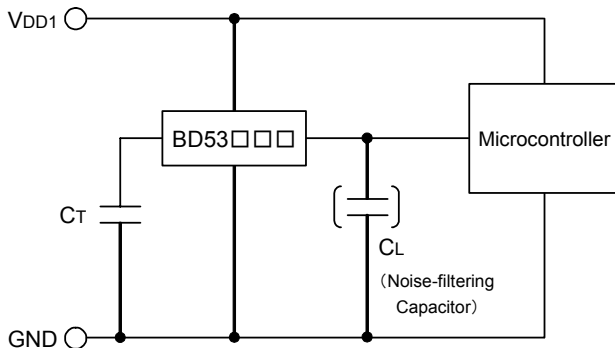 VDD1
BD53□□□
Microcontroller
CT
CL
（Noise-filtering
Capacitor）
GND